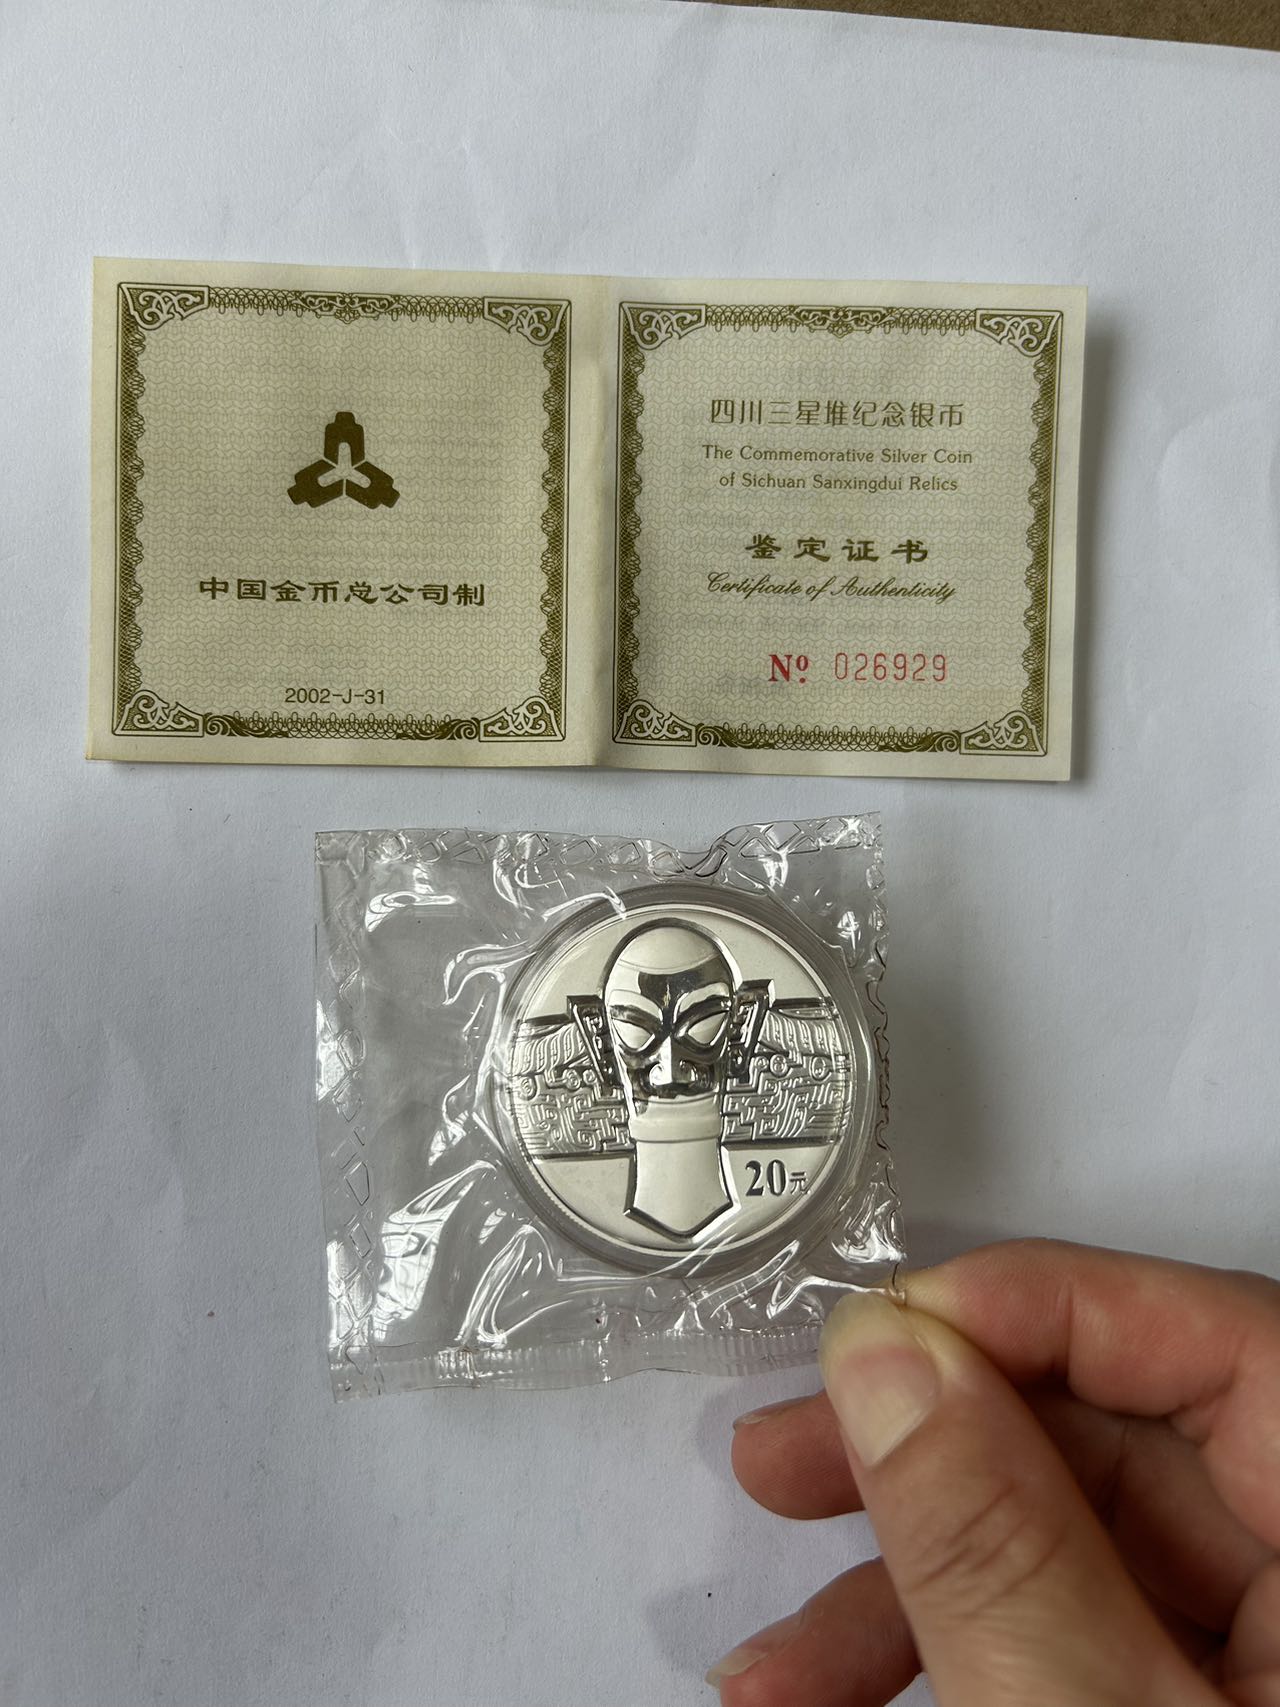 中国金币总公司制
2002-J-31
四川三星堆纪念银币
The Commemorative Silver Coin
of Sichuan Sanxingdui Relics
鉴定证书
Certificate of Authenticity
Nº 026929
20元